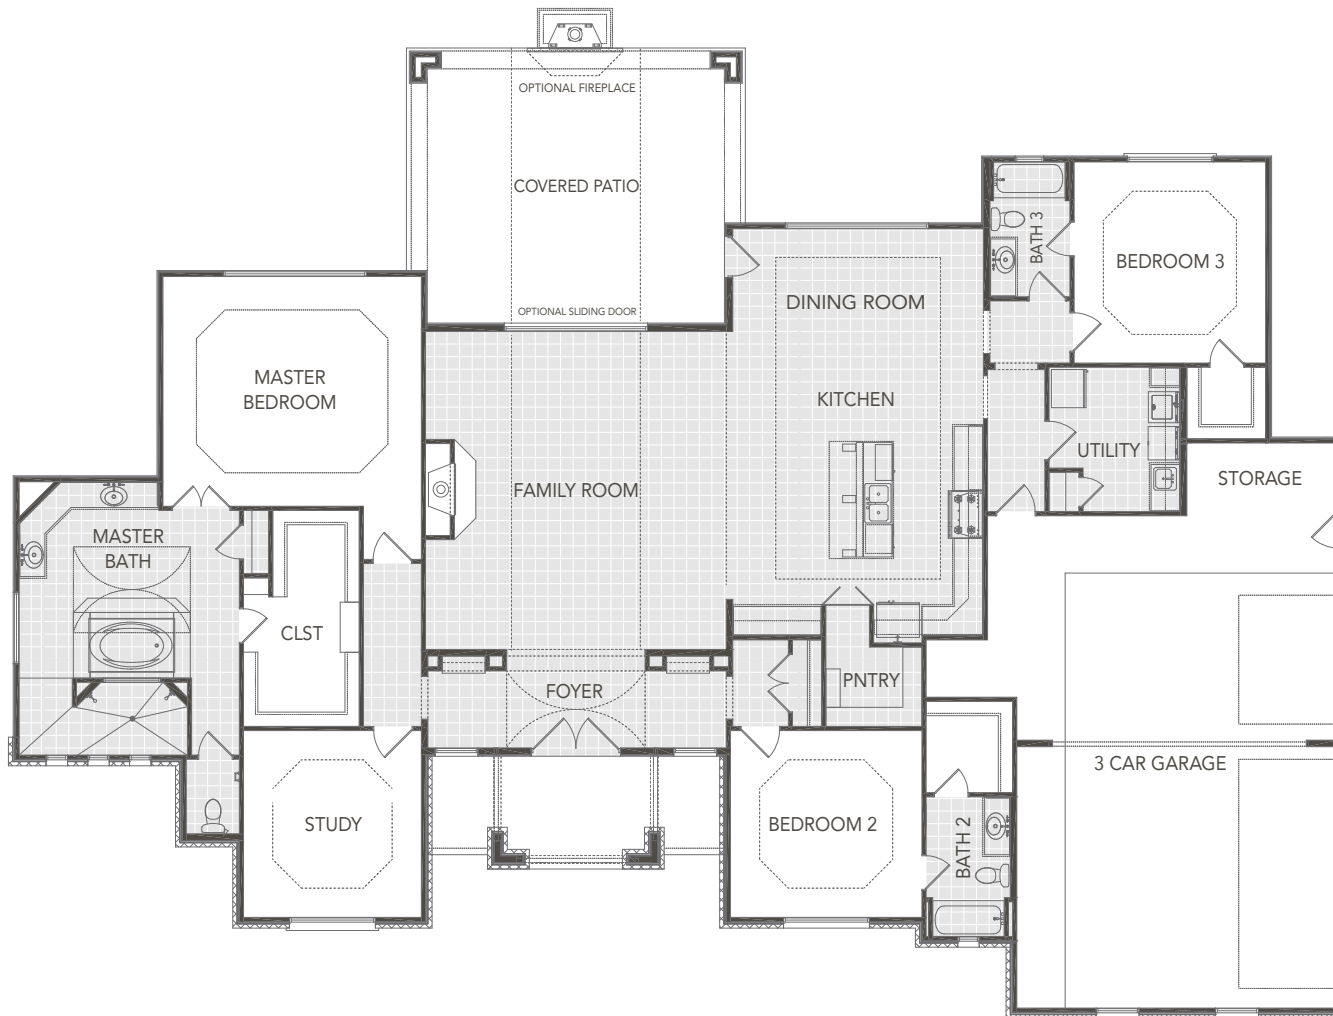 OPTIONAL FIREPLACE
COVERED PATIO
BATH 3
BEDROOM 3
DINING ROOM
OPTIONAL SLIDING DOOR
MASTER
BEDROOM
KITCHEN
UTILITY
STORAGE
FAMILY ROOM
MASTER
BATH
CLST
FOYER
PNTRY
3 CAR GARAGE
STUDY
BEDROOM 2
BATH 2